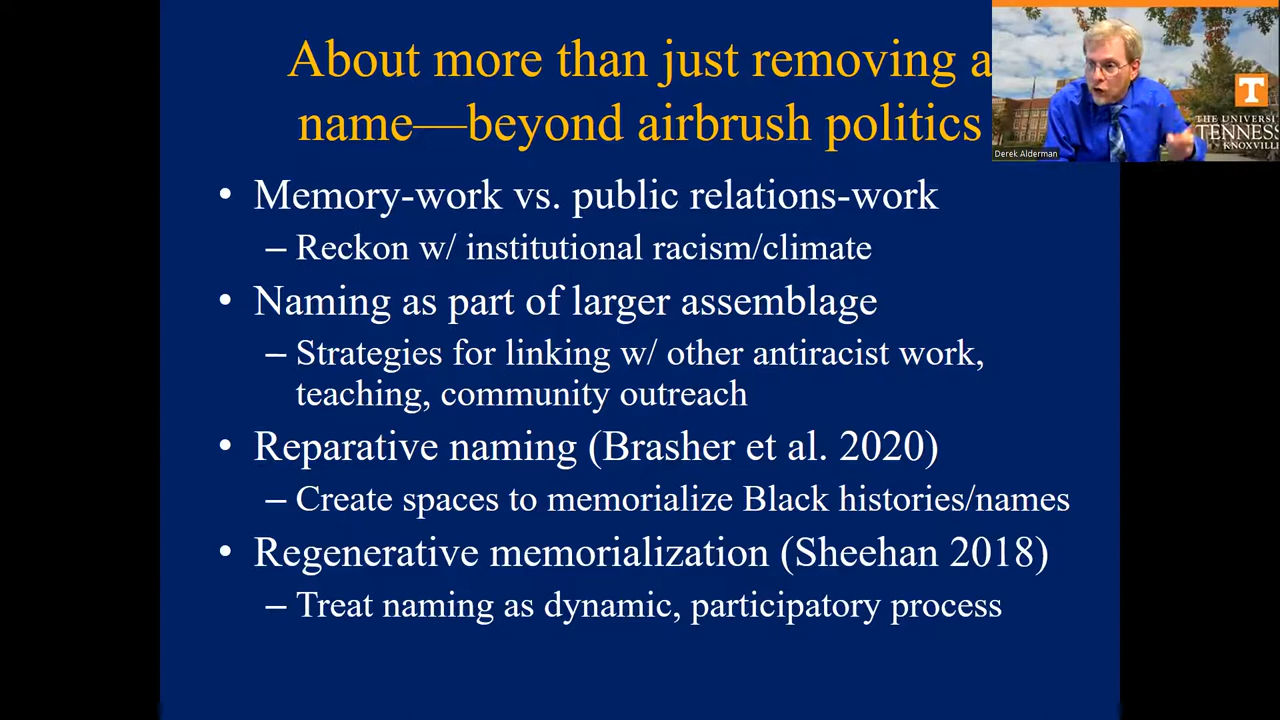 About more than just removing a
name—beyond airbrush politics
• Memory-work vs. public relations-work
– Reckon w/ institutional racism/climate
• Naming as part of larger assemblage
– Strategies for linking w/ other antiracist work,
teaching, community outreach
• Reparative naming (Brasher et al. 2020)
– Create spaces to memorialize Black histories/names
• Regenerative memorialization (Sheehan 2018)
– Treat naming as dynamic, participatory process
T
THE UNIVERSI
TENNESS
KNOXVILL
Derek Alderman